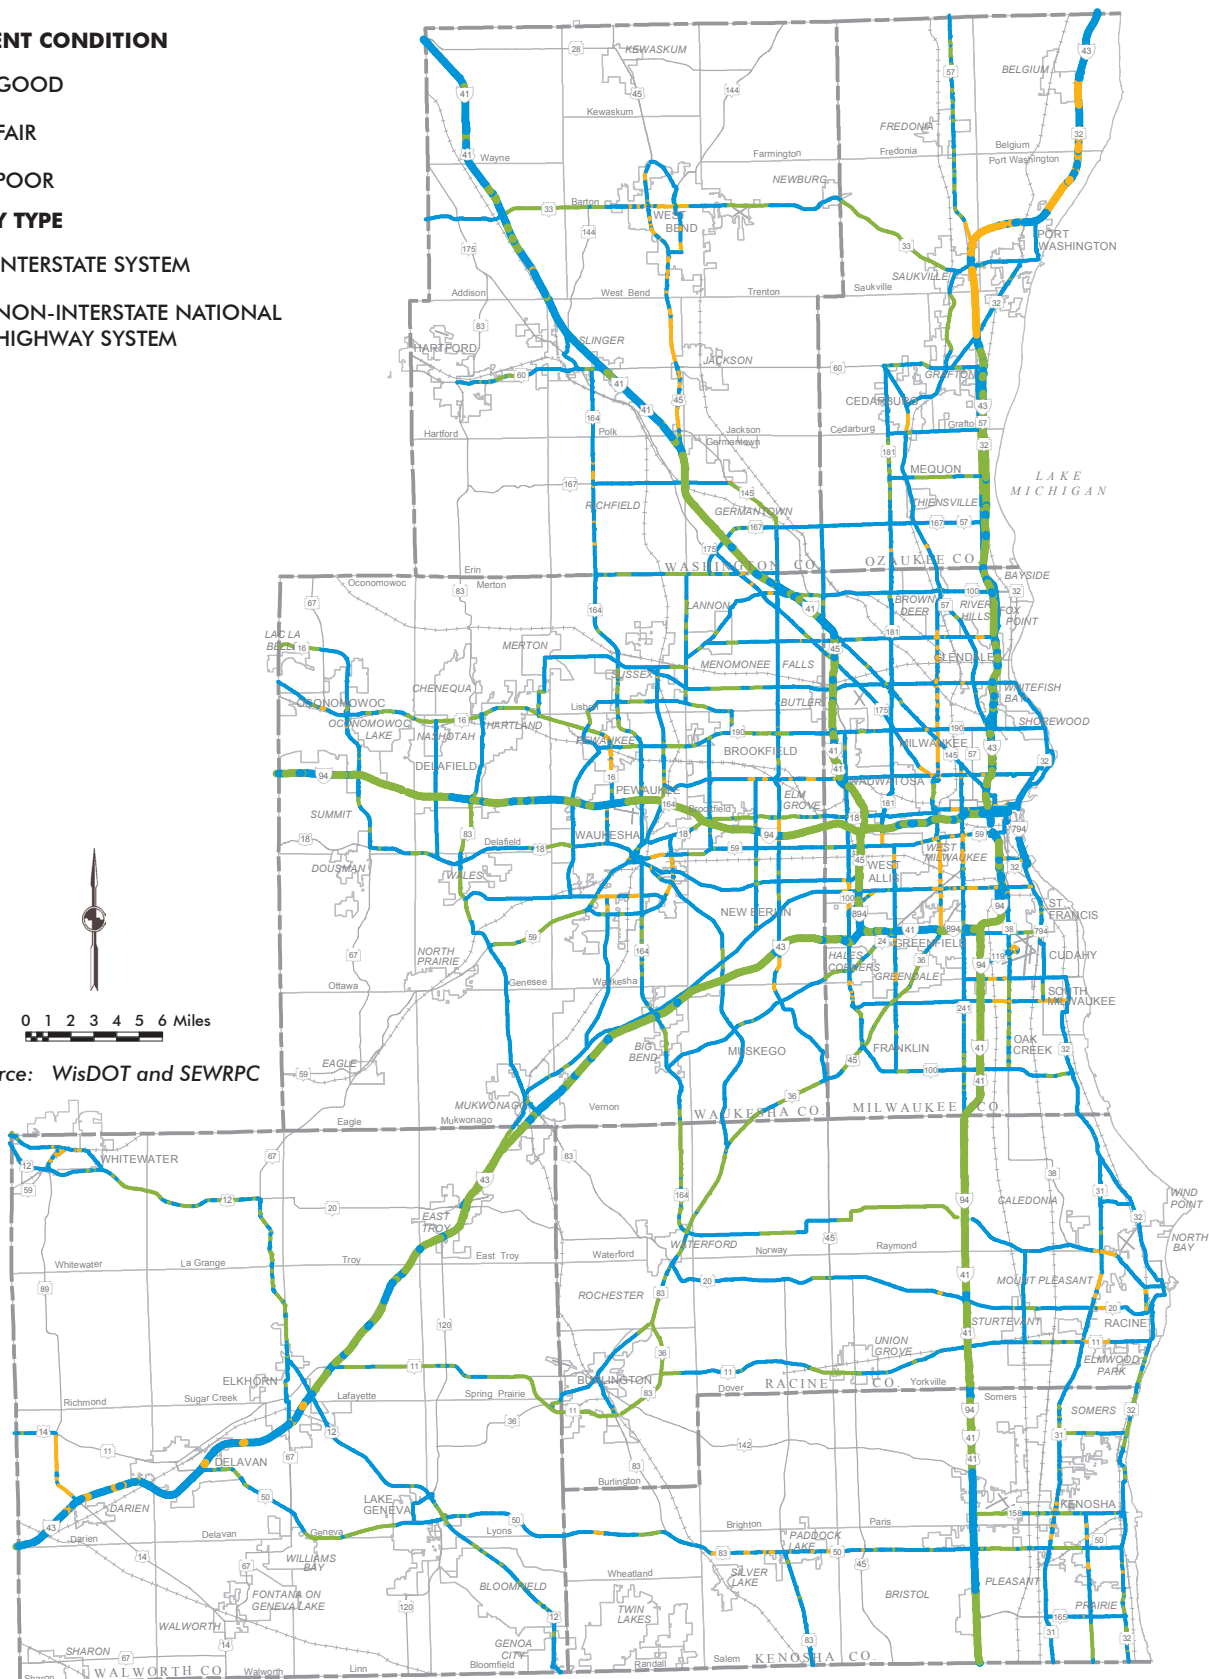 ENT CONDITION
GOOD
FAIR
POOR
Y TYPE
INTERSTATE SYSTEM
NON-INTERSTATE NATIONAL
HIGHWAY SYSTEM
0 1 2 3 4 5 6 Miles
rce: WisDOT and SEWRPC
KEWASKUM
Kewaskum
BELGIUM
FREDONIA
Wayne
Farmington
Fredonia
Belgium
Port Washington
NEWBURG
Barton
WEST
BEND
PORT
WASHINGTON
SAUKVILLE
Addison
West Bend
Trenton
Saukville
HARTFORD
SLINGER
JACKSON
GRAFTON
CEDARBURG
Hartford
Polk
Jackson
Germantown
Cedarburg
Grafto
MEQUON
LAKE
MICHIGAN
THIENSVILLE
RICHFIELD
GERMANTOWN
WASHINGTON CO.
OZAUKEE CO.
Erin
Oconomowoc
Merton
BAYSIDE
LANNON
BROWN
DEER
RIVER
HILLS
FOX
POINT
LAC LA
BELLE
MERTON
SUSSEX
MENOMONEE FALLS
GLENDALE
CHENEQUA
WHITEFISH
BAY
OCONOMOWOC
Lisbon
BUTLER
OCONOMOWOC
LAKE
NASHOTAH
HARTLAND
SHOREWOOD
PEWAUKEE
BROOKFIELD
MILWAUKEE
DELAFIELD
WAUWATOSA
PEWAUKEE
ELM
GROVE
SUMMIT
Brookfield
Delafield
WAUKESHA
WEST
MILWAUKEE
DOUSMAN
WALES
WEST
ALLIS
NEW BERLIN
ST.
FRANCIS
NORTH
PRAIRIE
GREENFIELD
HALES
CORNERS
CUDAHY
GREENDALE
Ottawa
Genesee
Waukesha
SOUTH
MILWAUKEE
EAGLE
BIG
BEND
MUSKEGO
FRANKLIN
OAK
CREEK
MUKWONAGO
Vernon
WAUKESHA CO.
MILWAUKEE CO.
Eagle
Mukwonago
WHITEWATER
CALEDONIA
WIND
POINT
EAST
TROY
NORTH
BAY
Whitewater
La Grange
Troy
East Troy
Waterford
WATERFORD
Norway
Raymond
ROCHESTER
MOUNT PLEASANT
STURTEVANT
RACINE
UNION
GROVE
ELMWOOD
PARK
ELKHORN
BURLINGTON
Richmond
Sugar Creek
Lafayette
Spring Prairie
Dover
RACINE CO.
Yorkville
Somers
SOMERS
DELAVAN
Burlington
DARIEN
LAKE
GENEVA
KENOSHA
Darien
Delavan
Geneva
Lyons
Brighton
Paris
PADDOCK
LAKE
WILLIAMS
BAY
FONTANA ON
GENEVA LAKE
BLOOMFIELD
Wheatland
SILVER
LAKE
PLEASANT
PRAIRIE
BRISTOL
TWIN
LAKES
WALWORTH
GENOA
CITY
SHARON
Sharon
WALWORTH CO.
Walworth
Linn
Bloomfield
Randall
Salem
KENOSHA CO.